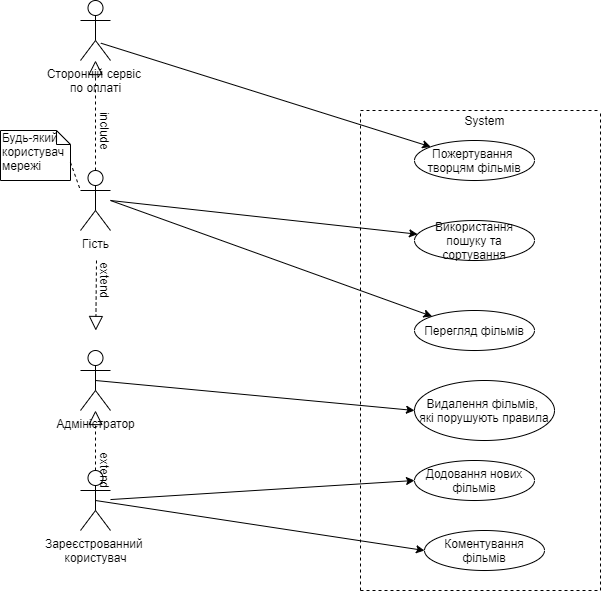 Сторонній сервіс
по оплаті
include
System
Будь-який
користувач
мережі
Пожертування
творцям фільмів
Гість
Використання
пошуку та
сортування
extend
Перегляд фільмів
Адміністратор
Видалення фільмів,
які порушують правила
extend
Додовання нових
фільмів
Зареєстрованний
користувач
Коментування
фільмів